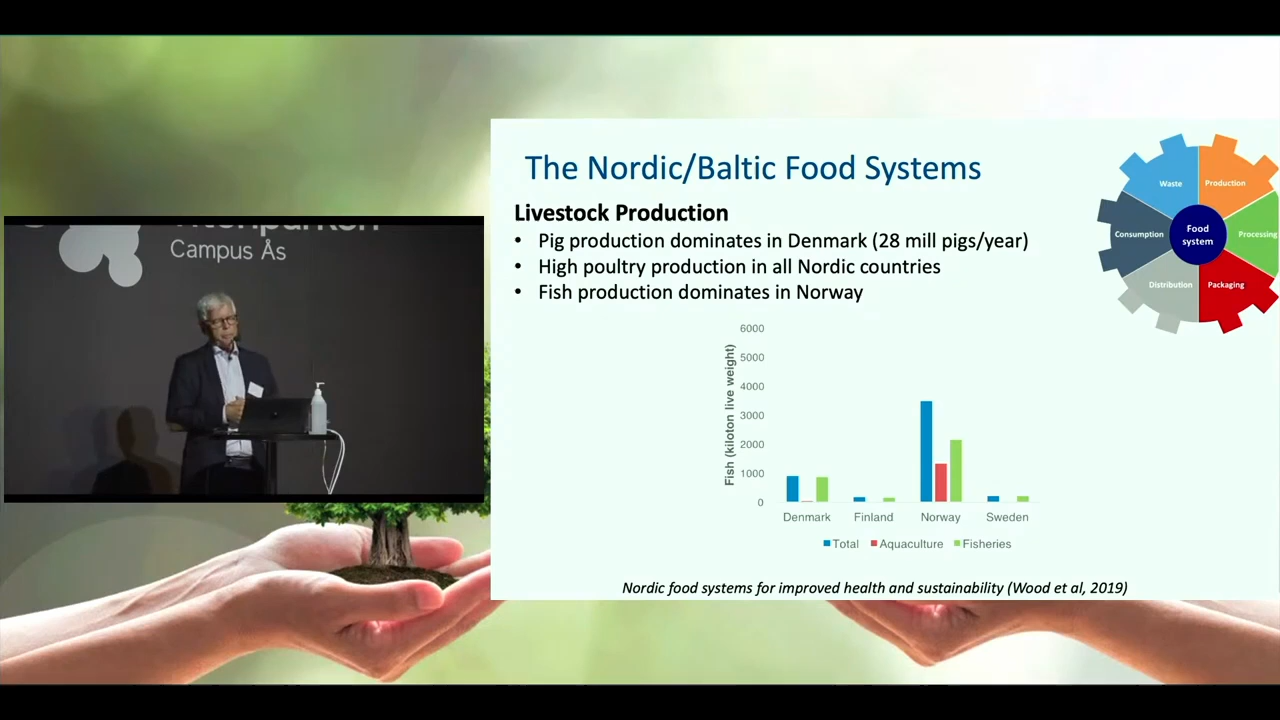 Campus Ås
The Nordic/Baltic Food Systems
Livestock Production
• Pig production dominates in Denmark (28 mill pigs/year)
• High poultry production in all Nordic countries
• Fish production dominates in Norway
Waste
Production
Consumption
Food
system
Processing
Distribution
Packaging
Fish (kiloton live weight)
6000
5000
4000
3000
2000
1000
0
Denmark Finland Norway Sweden
Total Aquaculture Fisheries
Nordic food systems for improved health and sustainability (Wood et al, 2019)